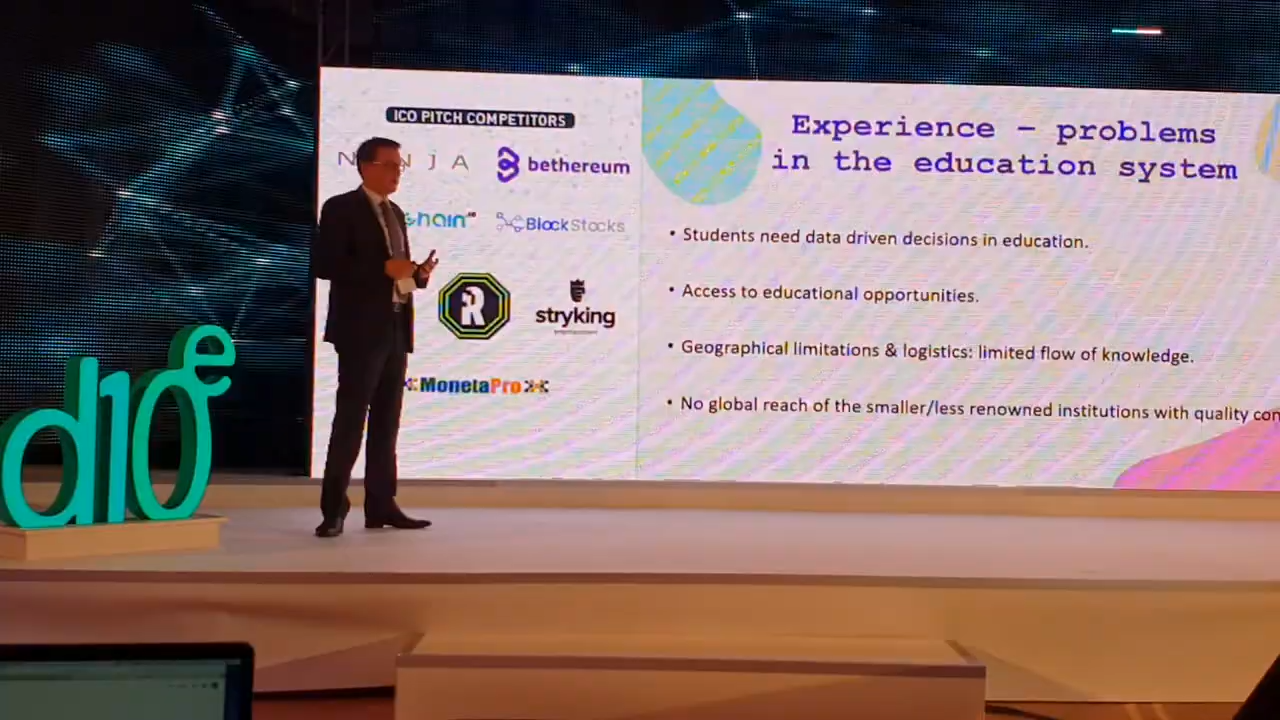 ICO PITCH COMPETITORS
bethereum
BlockStocks
stryking
MonetaPro
Experience - problems
in the education system
• Students need data driven decisions in education.
• Access to educational opportunities.
• Geographical limitations & logistics: limited flow of knowledge.
• No global reach of the smaller/less renowned institutions with quality
d10e